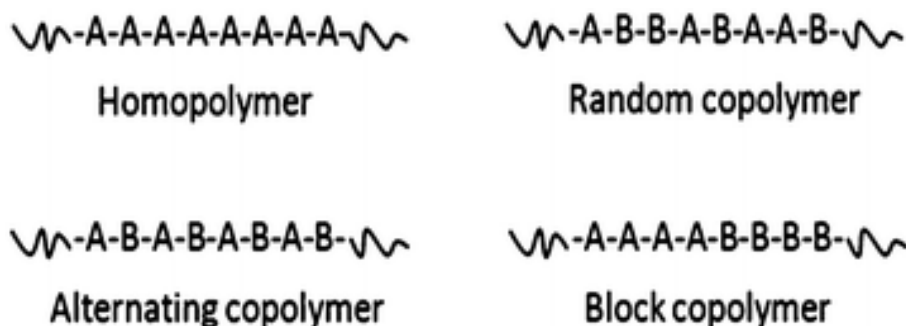 -A-A-A-A-A-A-A-A-
Homopolymer
-A-B-B-A-B-A-A-B-
Random copolymer
-A-B-A-B-A-B-A-B-
Alternating copolymer
-A-A-A-A-B-B-B-B-
Block copolymer